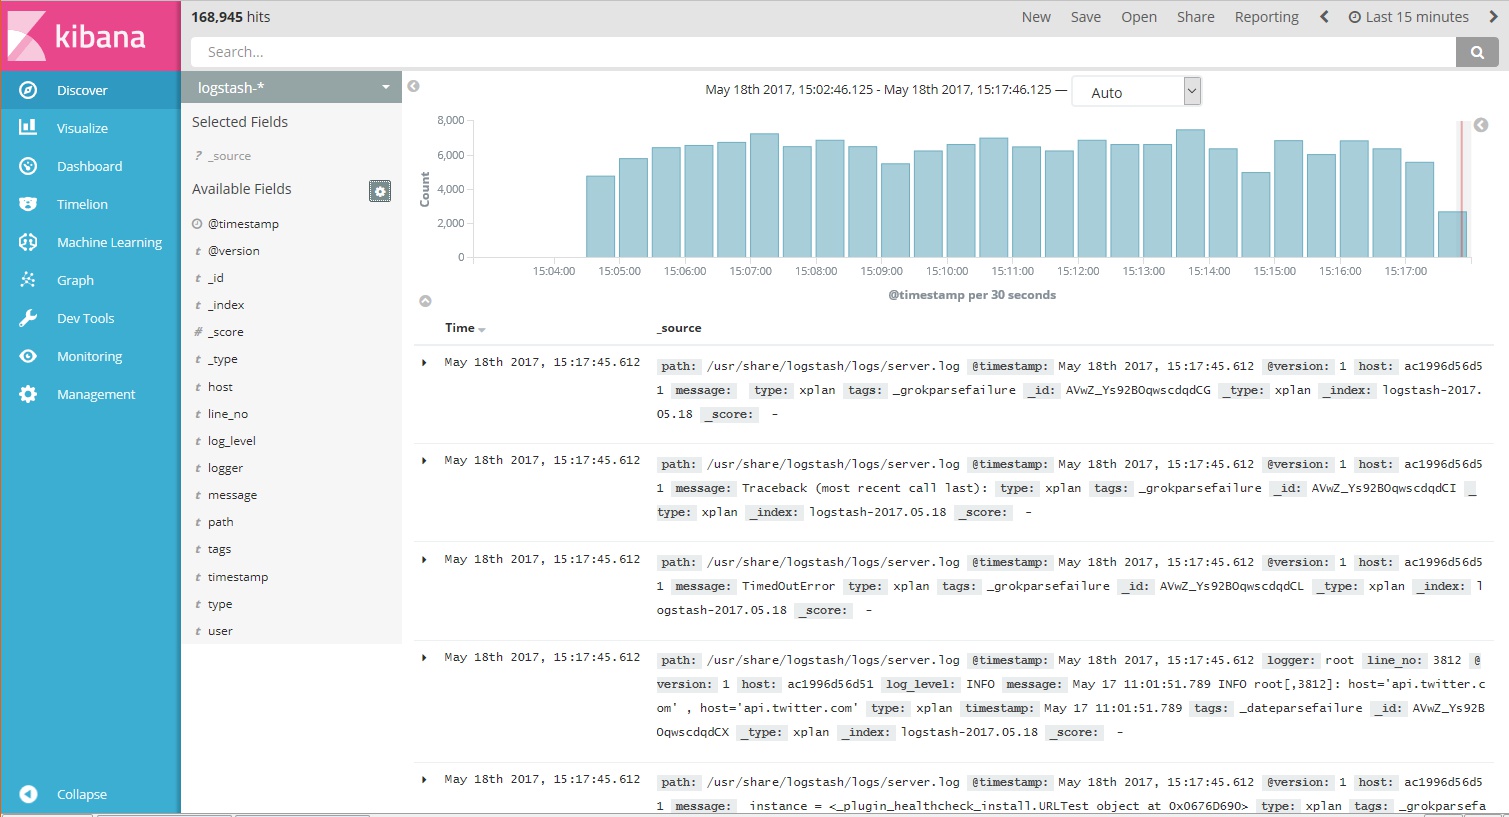 kibana
168,945 hits
New Save Open Share Reporting Last 15 minutes
Search...
Discover
Visualize
Dashboard
Timelion
Machine Learning
Graph
Dev Tools
Monitoring
Management
Collapse
logstash-*
Selected Fields
? _source
Available Fields
@timestamp
t @version
t _id
t _index
# _score
t _type
t host
t line_no
t log_level
t logger
t message
t path
t tags
t timestamp
t type
t user
May 18th 2017, 15:02:46.125 - May 18th 2017, 15:17:46.125 — Auto
Count
8,000
6,000
4,000
2,000
0
15:04:00 15:05:00 15:06:00 15:07:00 15:08:00 15:09:00 15:10:00 15:11:00 15:12:00 15:13:00 15:14:00 15:15:00 15:16:00 15:17:00
@timestamp per 30 seconds
Time _source
May 18th 2017, 15:17:45.612 path: /usr/share/logstash/logs/server.log @timestamp: May 18th 2017, 15:17:45.612 @version: 1 host: ac1996d56d5
1 message: type: xplan tags: _grokparsefailure _id: AVwZ_Ys92BOqwscdqdCG _type: xplan _index: logstash-2017.
05.18 _score: -
May 18th 2017, 15:17:45.612 path: /usr/share/logstash/logs/server.log @timestamp: May 18th 2017, 15:17:45.612 @version: 1 host: ac1996d56d5
1 message: Traceback (most recent call last): type: xplan tags: _grokparsefailure _id: AVwZ_Ys92BOqwscdqdCI _
type: xplan _index: logstash-2017.05.18 _score: -
May 18th 2017, 15:17:45.612 path: /usr/share/logstash/logs/server.log @timestamp: May 18th 2017, 15:17:45.612 @version: 1 host: ac1996d56d5
1 message: TimedOutError type: xplan tags: _grokparsefailure _id: AVwZ_Ys92BOqwscdqdCL _type: xplan _index: l
ogstash-2017.05.18 _score: -
May 18th 2017, 15:17:45.612 path: /usr/share/logstash/logs/server.log @timestamp: May 18th 2017, 15:17:45.612 logger: root line_no: 3812 @
version: 1 host: ac1996d56d51 log_level: INFO message: May 17 11:01:51.789 INFO root[,3812]: host='api.twitter.c
om' , host='api.twitter.com' type: xplan timestamp: May 17 11:01:51.789 tags: _dateparsefailure _id: AVwZ_Ys92B
OqwscdqdCX _type: xplan _index: logstash-2017.05.18 _score: -
May 18th 2017, 15:17:45.612 path: /usr/share/logstash/logs/server.log @timestamp: May 18th 2017, 15:17:45.612 @version: 1 host: ac1996d56d5
1 message: instance = <_plugin_healthcheck_install.URLTest object at 0x0676D690> type: xplan tags: _grokparsefa